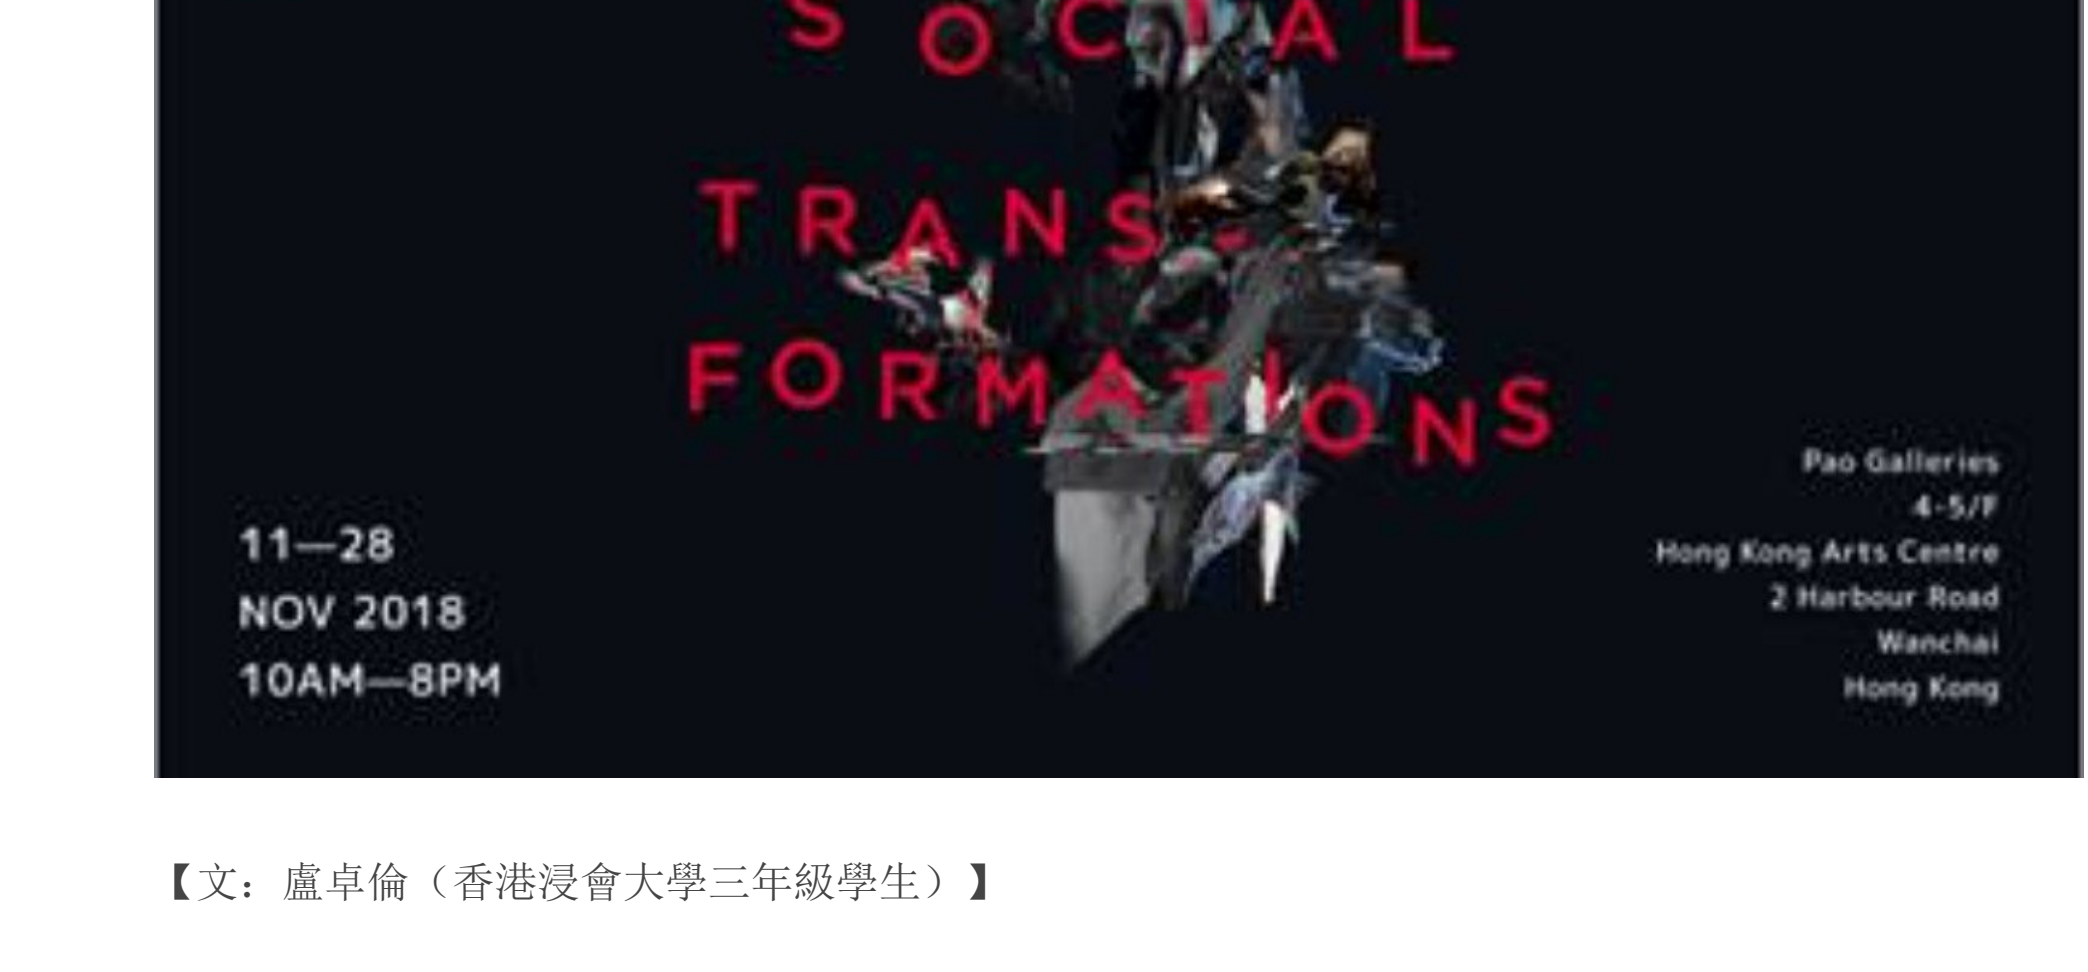 SOCIAL
TRANS-
FORMATIONS
11—28
NOV 2018
10AM—8PM
Pao Galleries
4-5/F
Hong Kong Arts Centre
2 Harbour Road
Wanchai
Hong Kong
【文：盧卓倫（香港浸會大學三年級學生）】